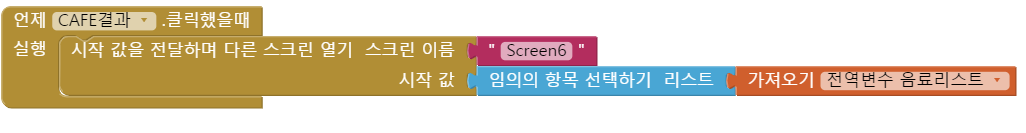 언제 CAFE결과 .클릭했을때
실행 시작 값을 전달하며 다른 스크린 열기 스크린 이름 " Screen6 "
시작 값 임의의 항목 선택하기 리스트 가져오기 전역변수 음료리스트